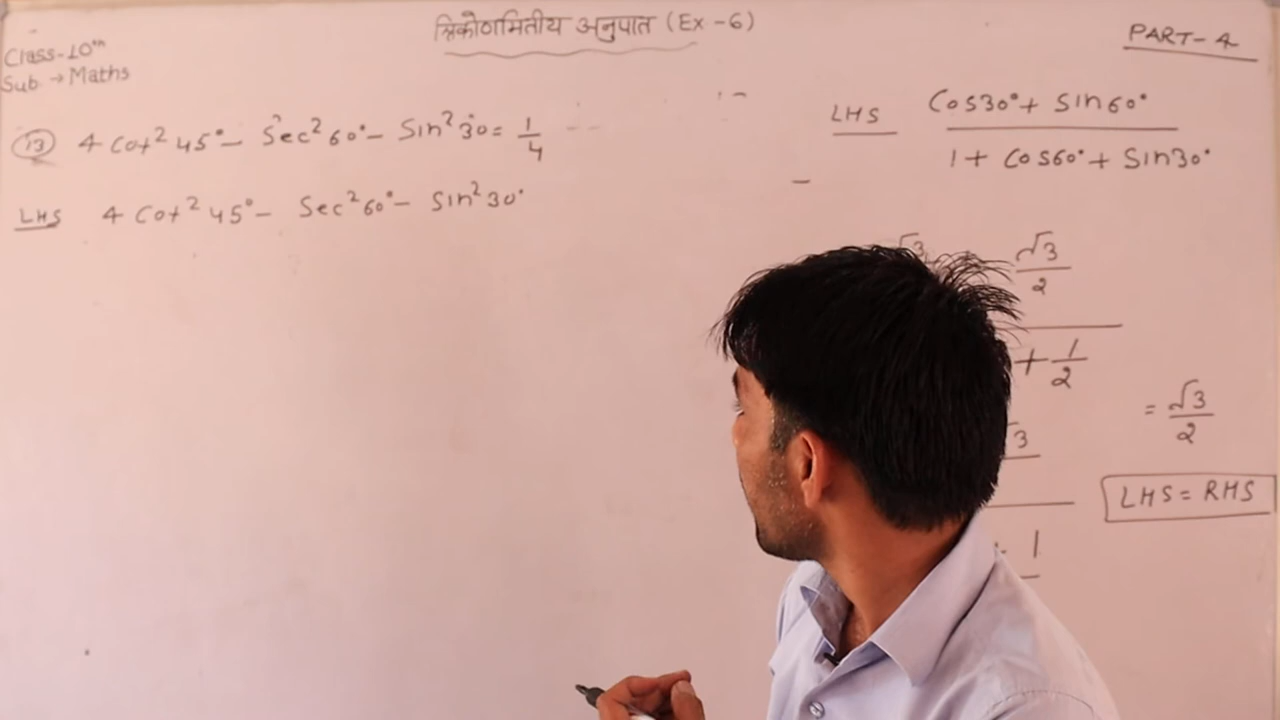 त्रिकोणमितीय अनुपात (Ex -6)
PART- 4
Class-10th
Sub → Maths
(13) 4 Cot² 45° - Sec² 60° - Sin² 30 = 1/4
LHS 4 Cot² 45° - Sec² 60° - Sin² 30°
LHS Cos30° + Sin60°
1 + Cos60° + Sin30°
√3/2
+ 1/2
= √3/2
LHS = RHS
1